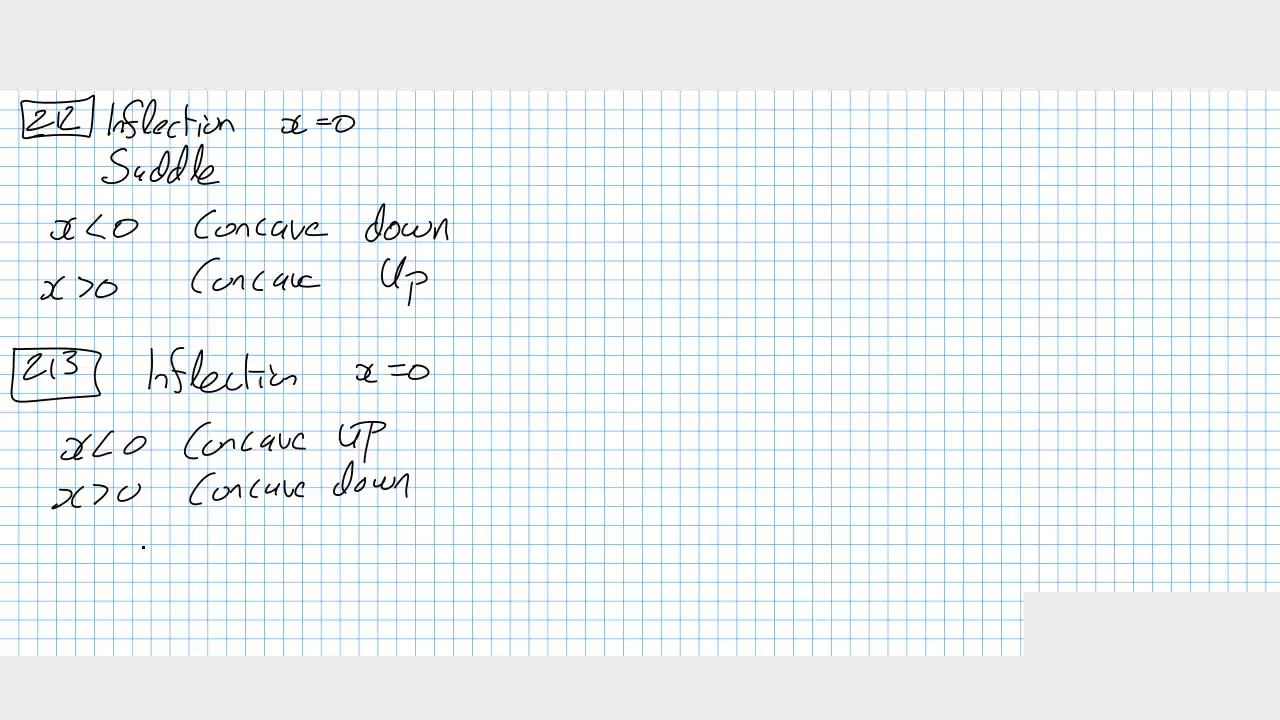 212 Inflection x=0
Saddle
x<0 Concave down
x>0 Concave Up
213 Inflection x=0
x<0 Concave UP
x>0 Concave down